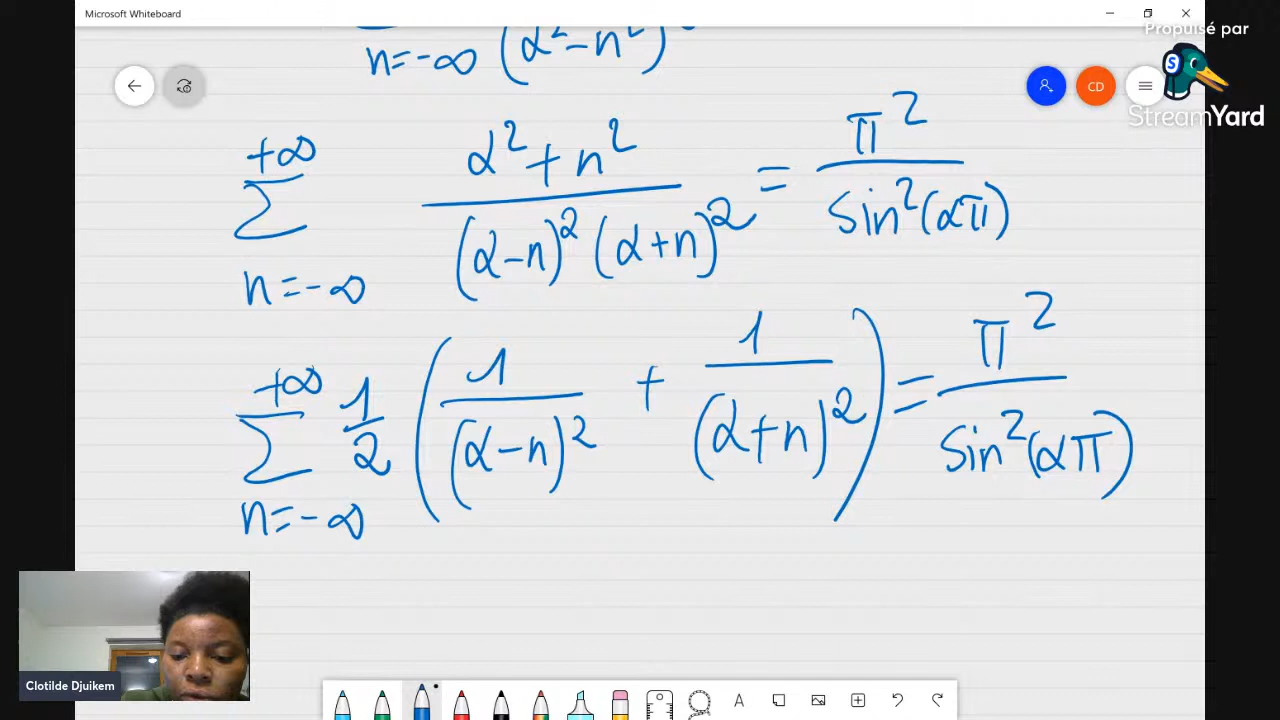 Microsoft Whiteboard
Propulsé par
StreamYard
CD
n=-∞ (α²-n²)
+∞
∑ α²+n² / (α-n)²(α+n)² = π² / sin²(απ)
n=-∞
+∞
∑ 1/2 ( 1/(α-n)² + 1/(α+n)² ) = π² / sin²(απ)
n=-∞
Clotilde Djuikem
A